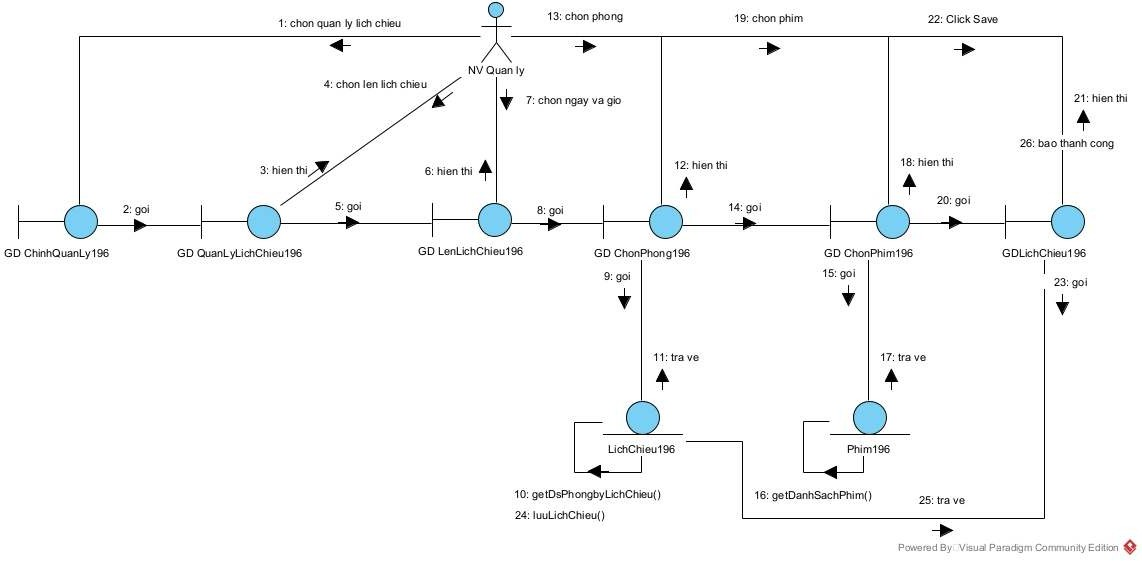 1: chon quan ly lich chieu
13: chon phong
19: chon phim
22: Click Save
NV Quan ly
4: chon len lich chieu
7: chon ngay va gio
21: hien thi
26: bao thanh cong
3: hien thi
6: hien thi
12: hien thi
18: hien thi
2: goi
5: goi
8: goi
14: goi
20: goi
GD ChinhQuanLy196
GD QuanLyLichChieu196
GD LenLichChieu196
GD ChonPhong196
GD ChonPhim196
GDLichChieu196
9: goi
15: goi
23: goi
11: tra ve
17: tra ve
LichChieu196
Phim196
10: getDsPhongbyLichChieu()
16: getDanhSachPhim()
25: tra ve
24: luuLichChieu()
Powered By Visual Paradigm Community Edition